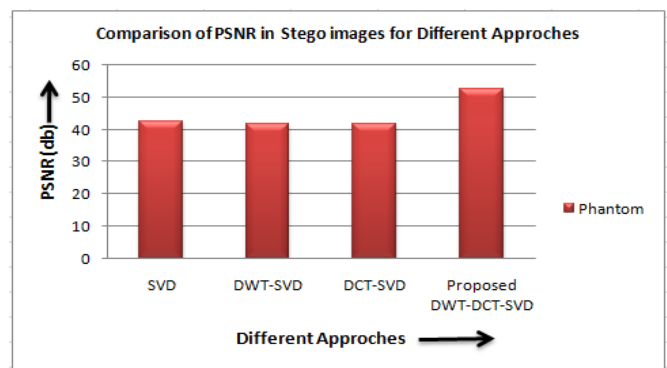 Comparison of PSNR in Stego images for Different Approches
60
50
40
30
20
10
0
PSNR(db)
SVD
DWT-SVD
DCT-SVD
Proposed
DWT-DCT-SVD
Phantom
Different Approches